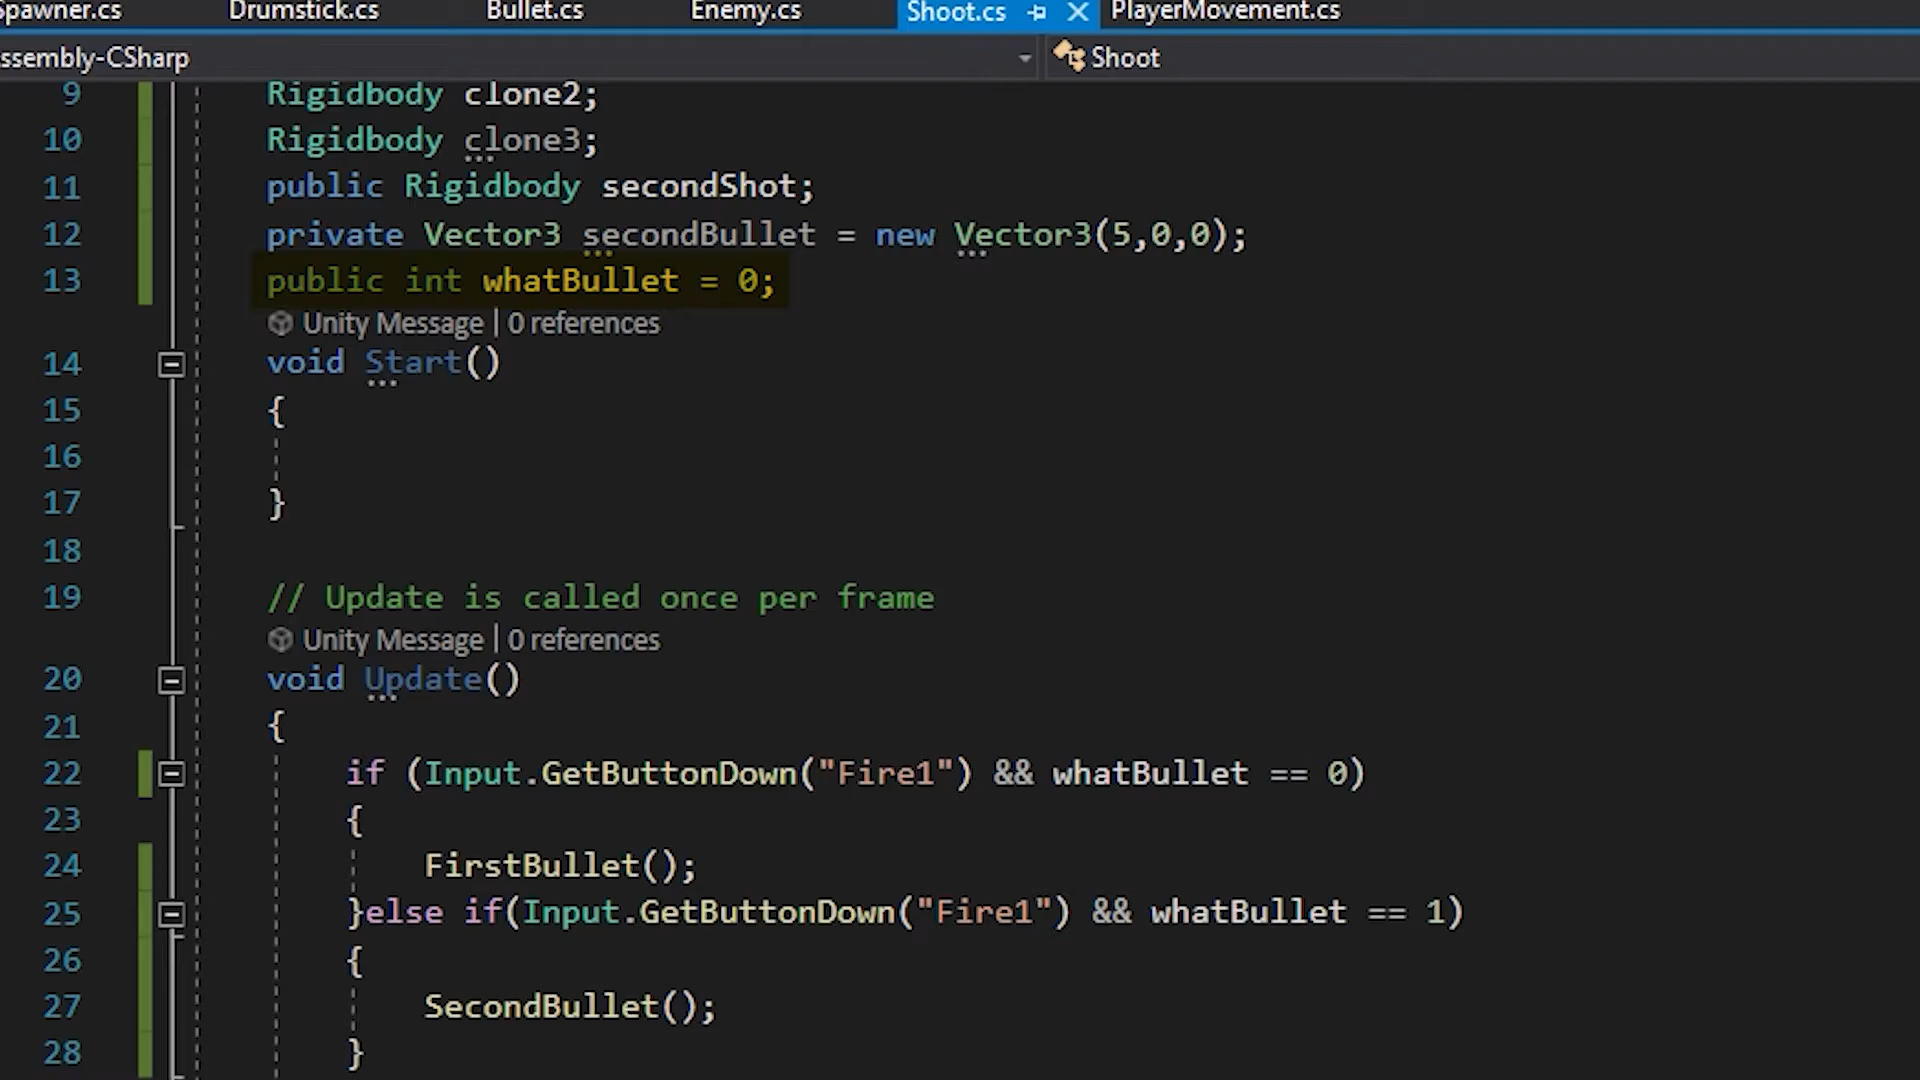 Spawner.cs Drumstick.cs Bullet.cs Enemy.cs Shoot.cs PlayerMovement.cs
ssembly-CSharp Shoot
9 Rigidbody clone2;
10 Rigidbody clone3;
11 public Rigidbody secondShot;
12 private Vector3 secondBullet = new Vector3(5,0,0);
13 public int whatBullet = 0;
Unity Message | 0 references
14 void Start()
15 {
16
17 }
18
19 // Update is called once per frame
Unity Message | 0 references
20 void Update()
21 {
22 if (Input.GetButtonDown("Fire1") && whatBullet == 0)
23 {
24 FirstBullet();
25 }else if(Input.GetButtonDown("Fire1") && whatBullet == 1)
26 {
27 SecondBullet();
28 }